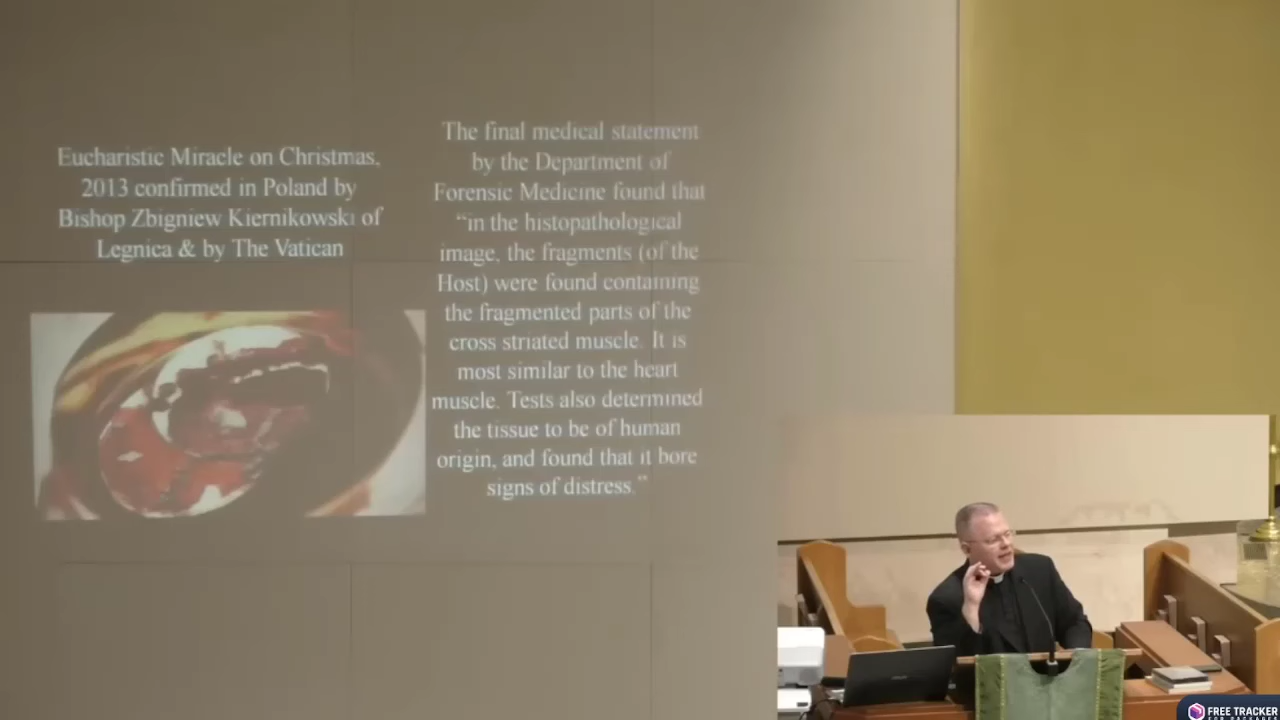 Eucharistic Miracle on Christmas,
2013 confirmed in Poland by
Bishop Zbigniew Kiernikowski of
Legnica & by The Vatican
The final medical statement
by the Department of
Forensic Medicine found that
“in the histopathological
image, the fragments (of the
Host) were found containing
the fragmented parts of the
cross striated muscle. It is
most similar to the heart
muscle. Tests also determined
the tissue to be of human
origin, and found that it bore
signs of distress.”
FREE TRACKER